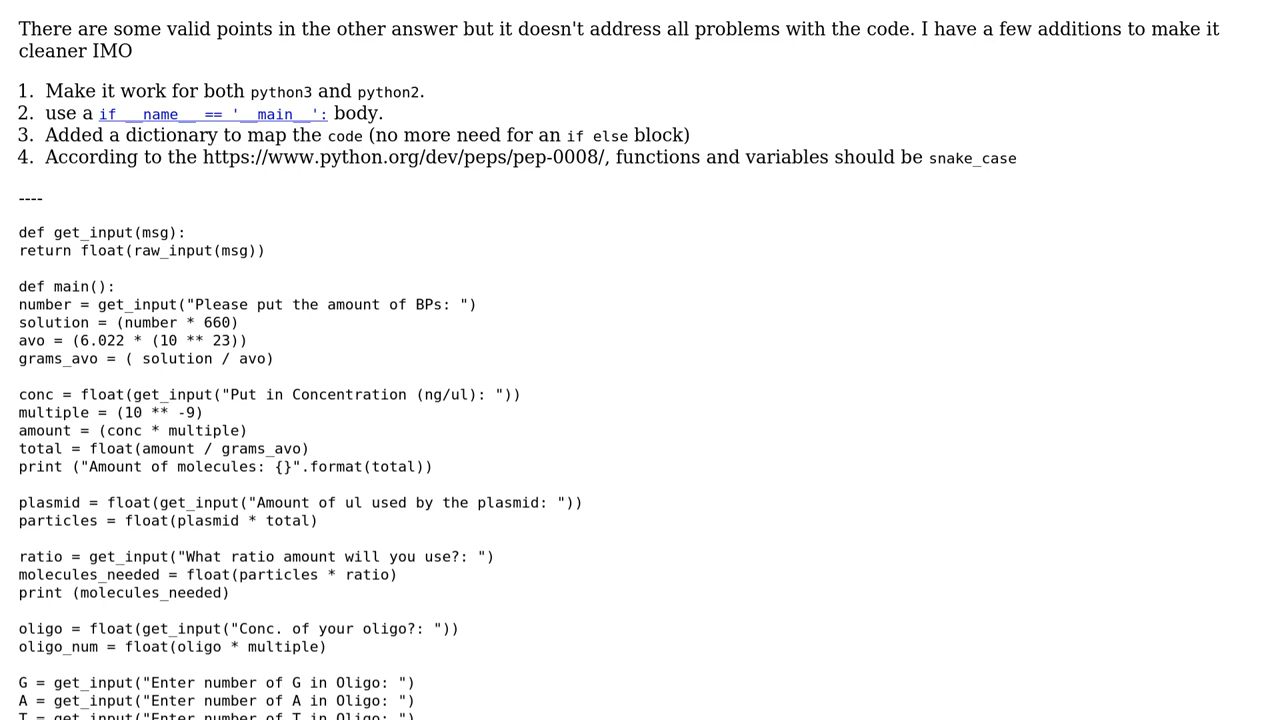 There are some valid points in the other answer but it doesn't address all problems with the code. I have a few additions to make it
cleaner IMO
1. Make it work for both python3 and python2.
2. use a if __name__ == '__main__': body.
3. Added a dictionary to map the code (no more need for an if else block)
4. According to the https://www.python.org/dev/peps/pep-0008/, functions and variables should be snake_case
----
def get_input(msg):
return float(raw_input(msg))
def main():
number = get_input("Please put the amount of BPs: ")
solution = (number * 660)
avo = (6.022 * (10 ** 23))
grams_avo = ( solution / avo)
conc = float(get_input("Put in Concentration (ng/ul): "))
multiple = (10 ** -9)
amount = (conc * multiple)
total = float(amount / grams_avo)
print ("Amount of molecules: {}".format(total))
plasmid = float(get_input("Amount of ul used by the plasmid: "))
particles = float(plasmid * total)
ratio = get_input("What ratio amount will you use?: ")
molecules_needed = float(particles * ratio)
print (molecules_needed)
oligo = float(get_input("Conc. of your oligo?: "))
oligo_num = float(oligo * multiple)
G = get_input("Enter number of G in Oligo: ")
A = get_input("Enter number of A in Oligo: ")
T = get_input("Enter number of T in Oligo: ")